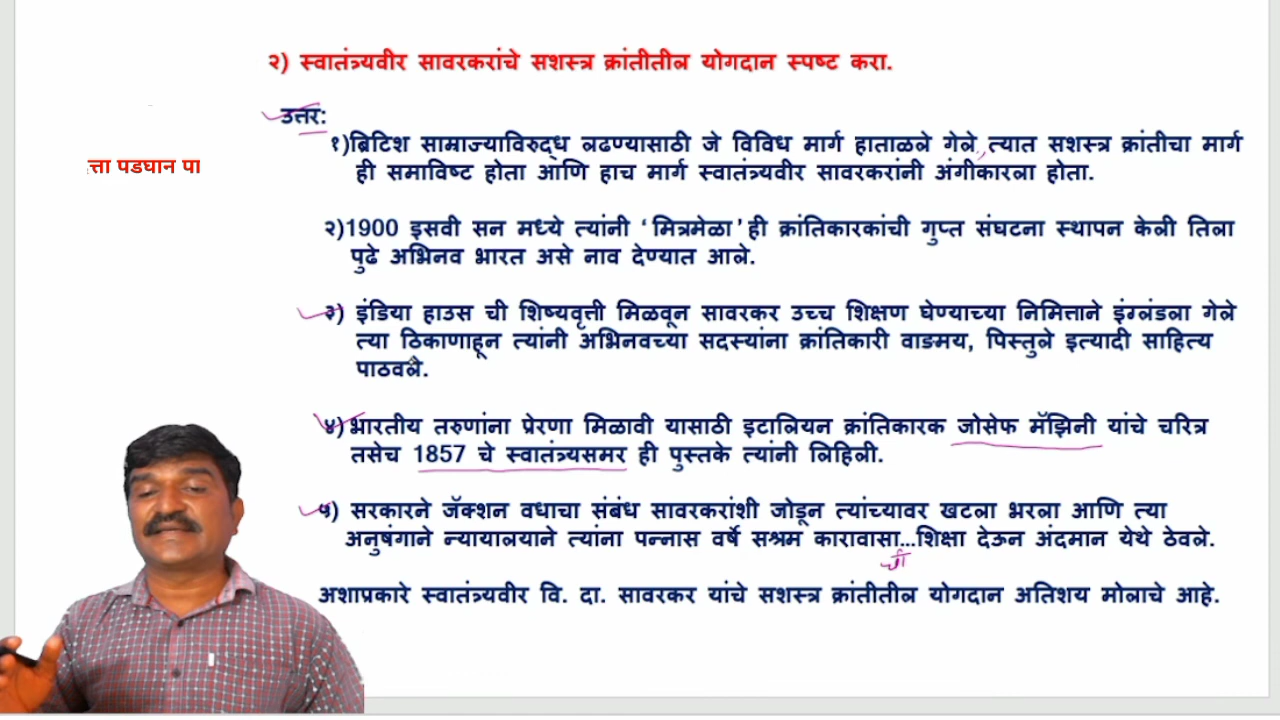 २) स्वातंत्र्यवीर सावरकरांचे सशस्त्र क्रांतीतील योगदान स्पष्ट करा.
उत्तर:
त्ता पडघान पा
१)ब्रिटिश साम्राज्याविरुद्ध लढण्यासाठी जे विविध मार्ग हाताळले गेले, त्यात सशस्त्र क्रांतीचा मार्ग
ही समाविष्ट होता आणि हाच मार्ग स्वातंत्र्यवीर सावरकरांनी अंगीकारला होता.
२)1900 इसवी सन मध्ये त्यांनी ‘मित्रमेळा’ही क्रांतिकारकांची गुप्त संघटना स्थापन केली तिला
पुढे अभिनव भारत असे नाव देण्यात आले.
३) इंडिया हाउस ची शिष्यवृत्ती मिळवून सावरकर उच्च शिक्षण घेण्याच्या निमित्ताने इंग्लंडला गेले
त्या ठिकाणाहून त्यांनी अभिनवच्या सदस्यांना क्रांतिकारी वाङमय, पिस्तुले इत्यादी साहित्य
पाठवले.
४) भारतीय तरुणांना प्रेरणा मिळावी यासाठी इटालियन क्रांतिकारक जोसेफ मॅझिनी यांचे चरित्र
तसेच 1857 चे स्वातंत्र्यसमर ही पुस्तके त्यांनी लिहिली.
५) सरकारने जॅक्शन वधाचा संबंध सावरकरांशी जोडून त्यांच्यावर खटला भरला आणि त्या
अनुषंगाने न्यायालयाने त्यांना पन्नास वर्षे सश्रम कारावासा...शिक्षा देऊन अंदमान येथे ठेवले.
ची
अशाप्रकारे स्वातंत्र्यवीर वि. दा. सावरकर यांचे सशस्त्र क्रांतीतील योगदान अतिशय मोलाचे आहे.